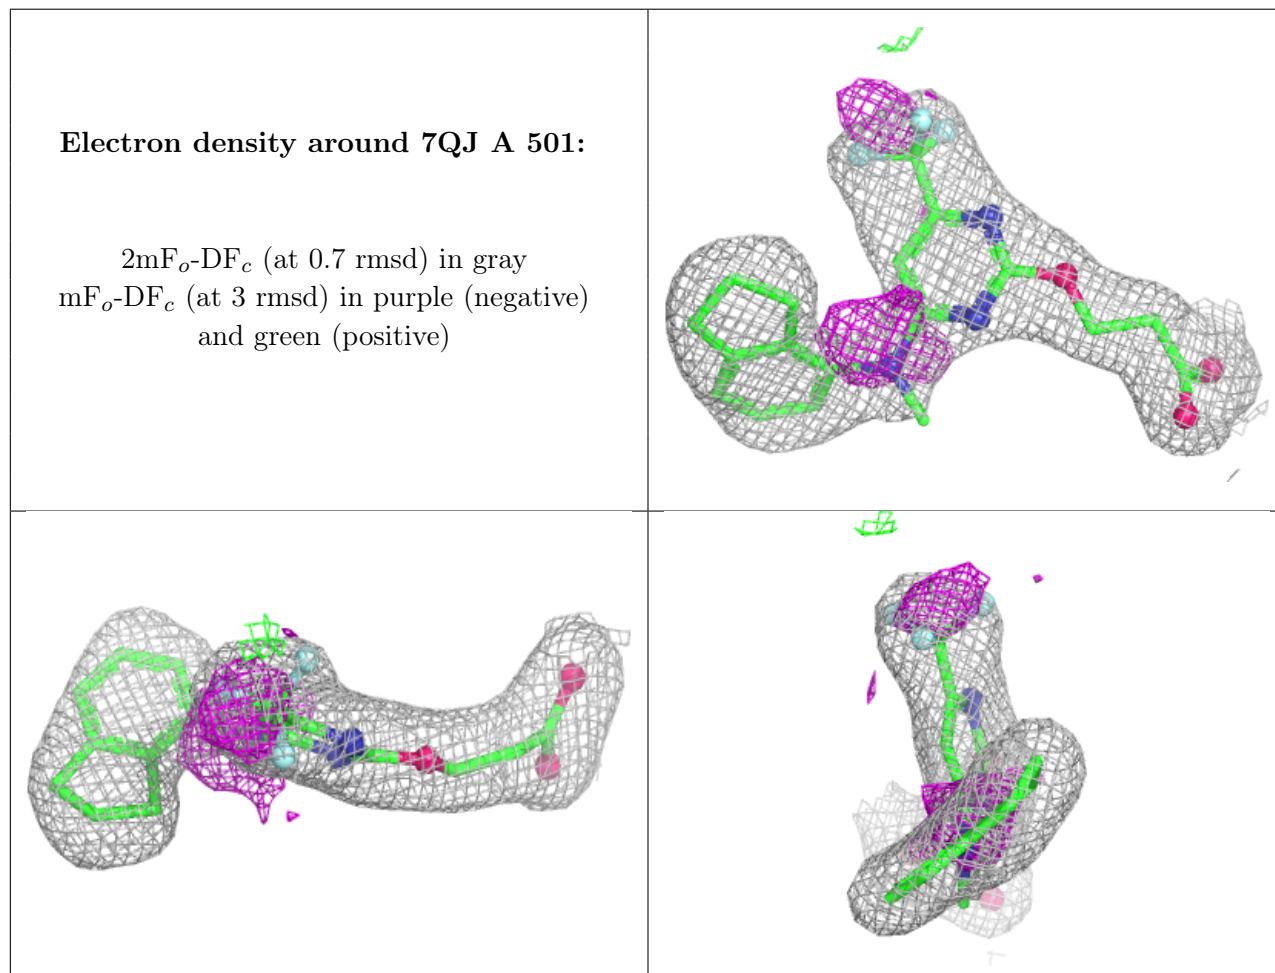 Electron density around 7QJ A 501:
2mFo-DFc (at 0.7 rmsd) in gray
mFo-DFc (at 3 rmsd) in purple (negative)
and green (positive)